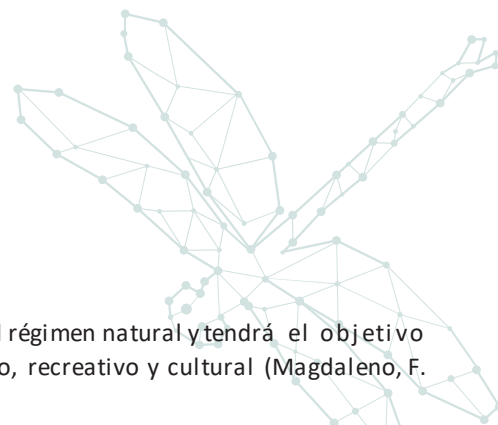 régimen natural y tendrá el objetivo
recreativo y cultural (Magdaleno, F.